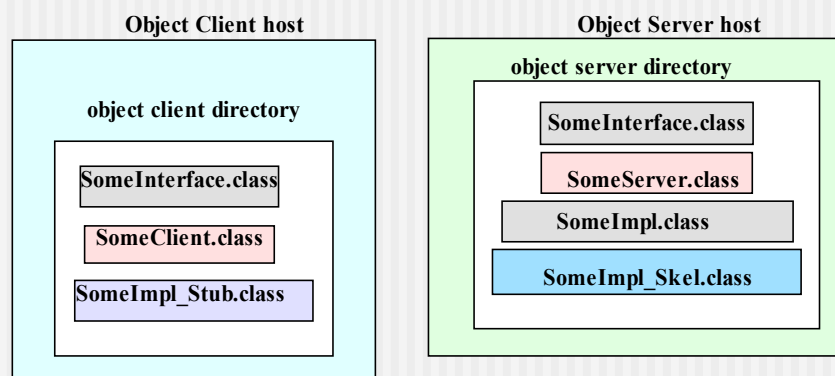 Object Client host
object client directory
SomeInterface.class
SomeClient.class
SomeImpl_Stub.class
Object Server host
object server directory
SomeInterface.class
SomeServer.class
SomeImpl.class
SomeImpl_Skel.class